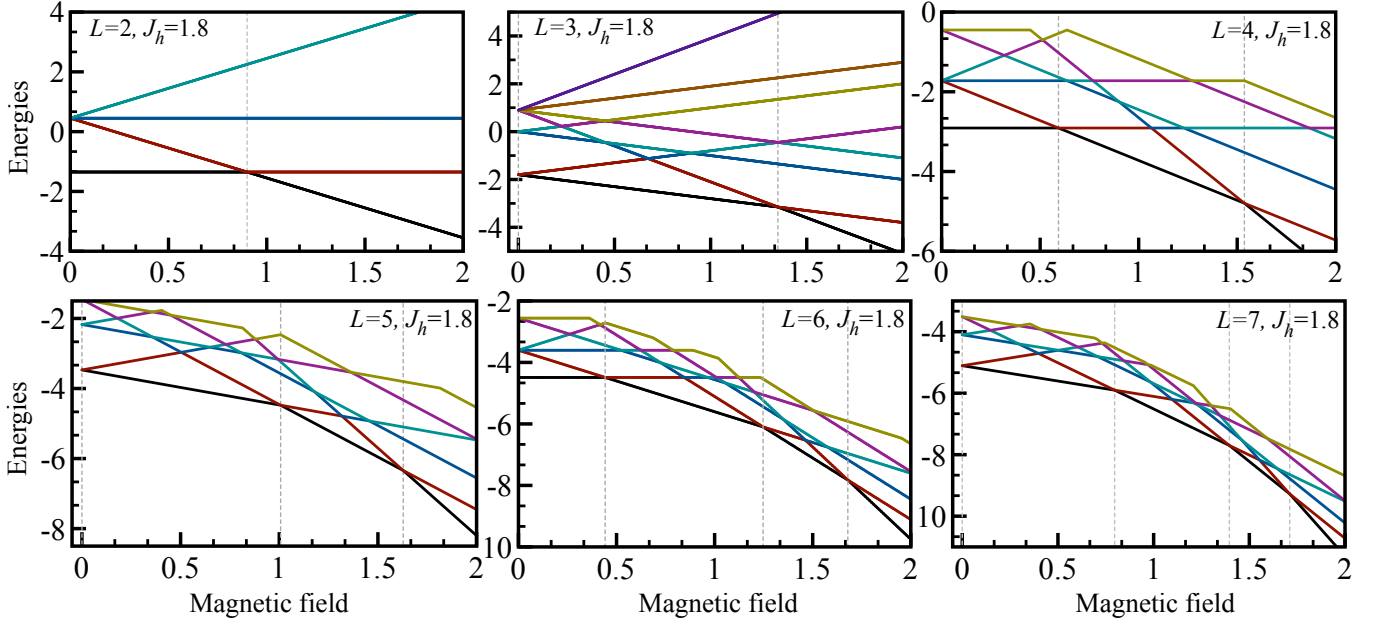 L=2, J_h=1.8
L=3, J_h=1.8
L=4, J_h=1.8
Energies
4
2
0
-2
-4
0 0.5 1 1.5 2
4
2
0
-2
-4
0 0.5 1 1.5 2
0
-2
-4
-6
0 0.5 1 1.5 2
L=5, J_h=1.8
L=6, J_h=1.8
L=7, J_h=1.8
Energies
-2
-4
-6
-8
0 0.5 1 1.5 2
-2
-4
-6
-8
10
0 0.5 1 1.5 2
-4
-6
-8
10
0 0.5 1 1.5 2
Magnetic field
Magnetic field
Magnetic field